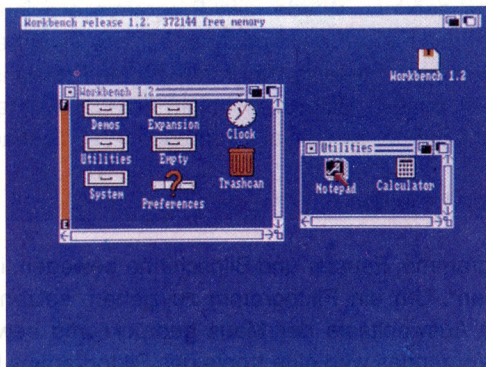 Workbench release 1.2.  372144 free memory
Workbench 1.2
Workbench 1.2
F
Demos
Expansion
Clock
Utilities
Empty
Trashcan
System
Preferences
E
Utilities
Notepad
Calculator